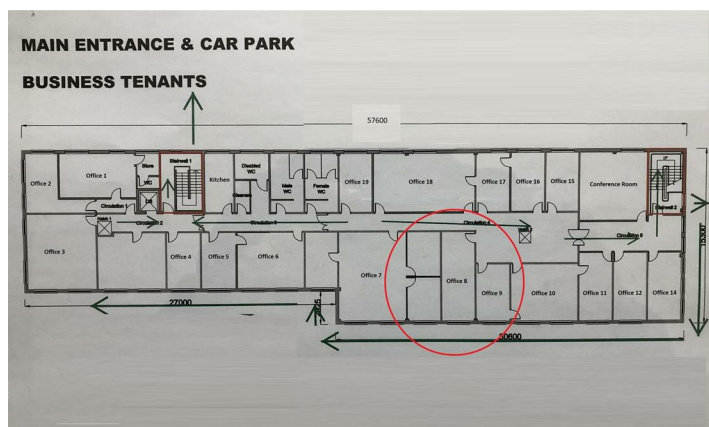 MAIN ENTRANCE & CAR PARK
BUSINESS TENANTS
57600
Office 2
Office 1
Store
WC
Stairwell 1
Kitchen
Disabled
WC
Cleaners
Male
WC
Female
WC
Office 19
Office 18
Office 17
Office 16
Office 15
Conference Room
UP
Stairwell 2
Circulation 1
Circulation 2
Circulation 3
Circulation 4
Circulation 5
15300
Office 3
Office 4
Office 5
Office 6
Office 7
Office 8
Office 9
Office 10
Office 11
Office 12
Office 14
27000
30600